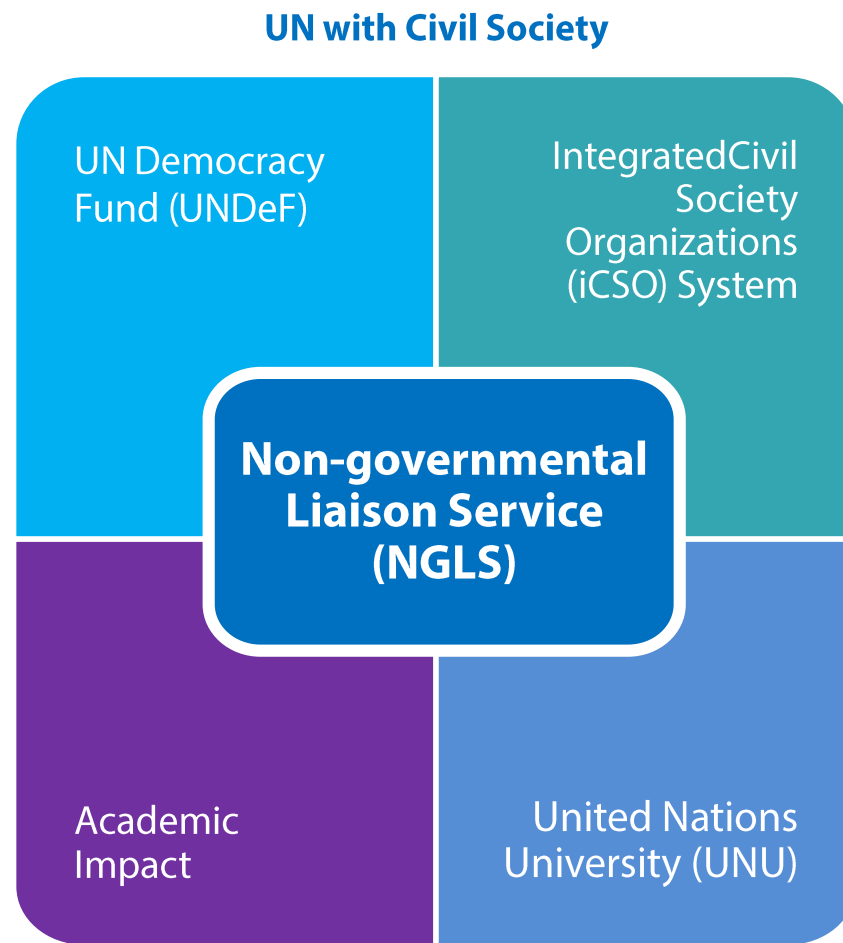 UN with Civil Society
UN Democracy
Fund (UNDeF)
IntegratedCivil
Society
Organizations
(iCSO) System
Non-governmental
Liaison Service
(NGLS)
Academic
Impact
United Nations
University (UNU)